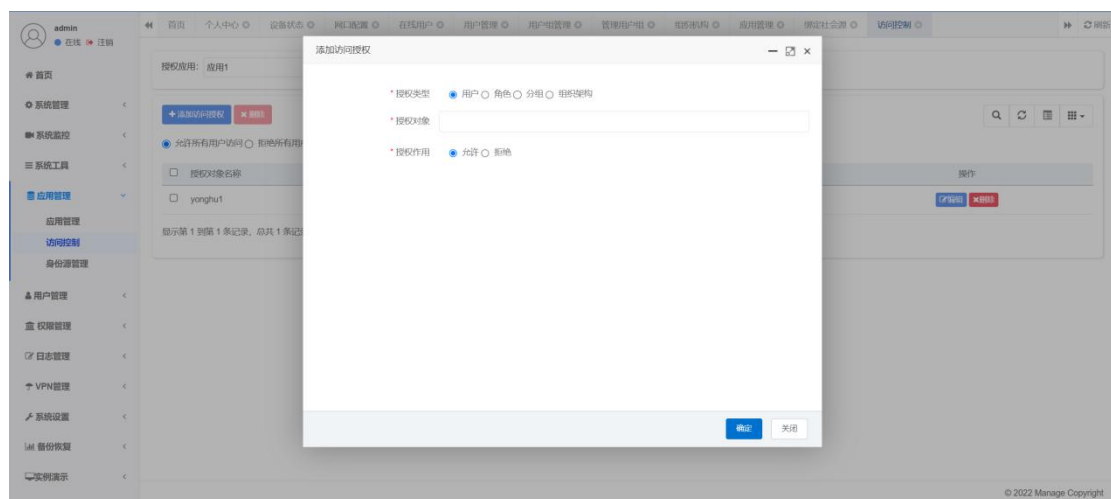 admin
在线 注销
首页
系统管理
系统监控
系统工具
应用管理
应用管理
访问控制
身份源管理
用户管理
权限管理
日志管理
VPN管理
系统设置
备份恢复
实例演示
首页 个人中心 设备状态 网口配置 在线用户 用户管理 用户组管理 管理用户组 组织机构 应用管理 绑定社会源 访问控制 刷新
授权应用: 应用1
添加访问授权 删除
允许所有用户访问 拒绝所有用
授权对象名称 操作
yonghu1 编辑 删除
显示第 1 到第 1 条记录，总共 1 条记
添加访问授权
* 授权类型 用户 角色 分组 组织架构
* 授权对象
* 授权作用 允许 拒绝
确定 关闭
© 2022 Manage Copyright